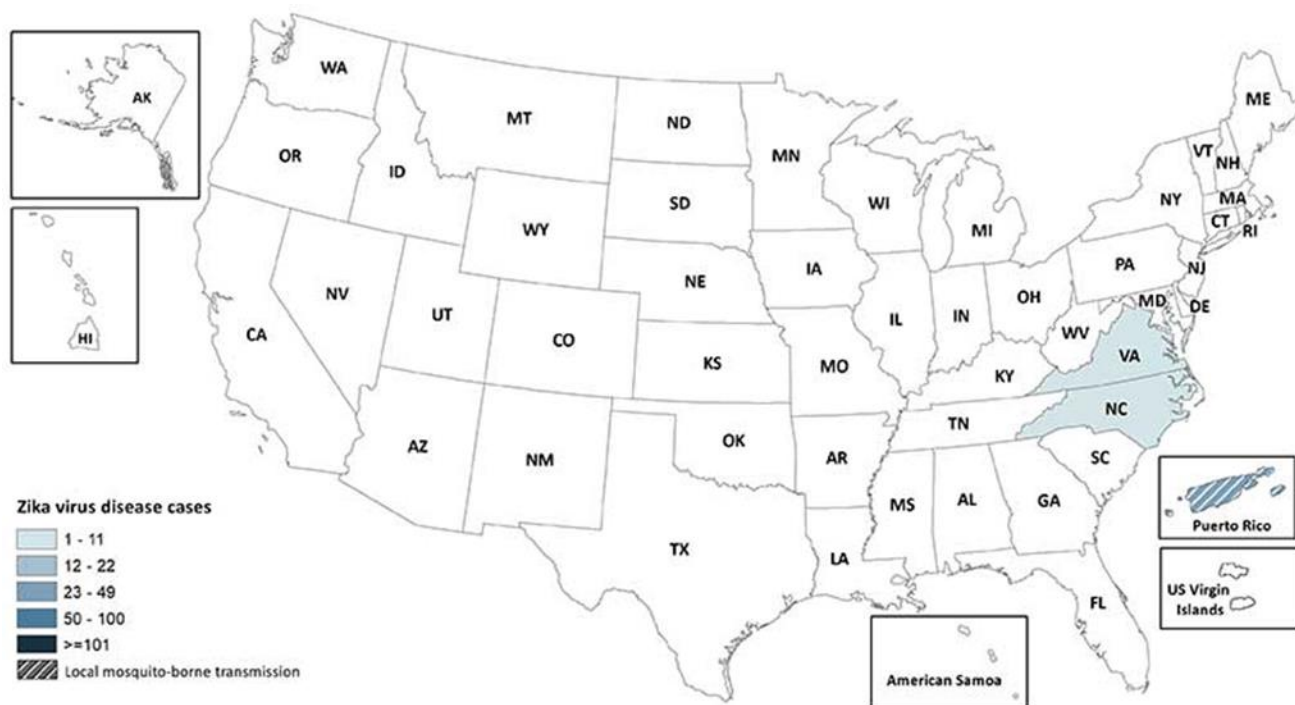 WA
MT
ND
MN
ME
AK
OR
ID
SD
WI
MI
VT
NH
NY
MA
CT
RI
WY
IA
PA
NJ
NE
OH
MD
DE
NV
UT
IL
IN
WV
VA
HI
CA
CO
KS
MO
KY
NC
TN
AZ
NM
OK
AR
SC
MS
AL
GA
Puerto Rico
TX
LA
FL
US Virgin
Islands
American Samoa
Zika virus disease cases
1 - 11
12 - 22
23 - 49
50 - 100
>=101
Local mosquito-borne transmission